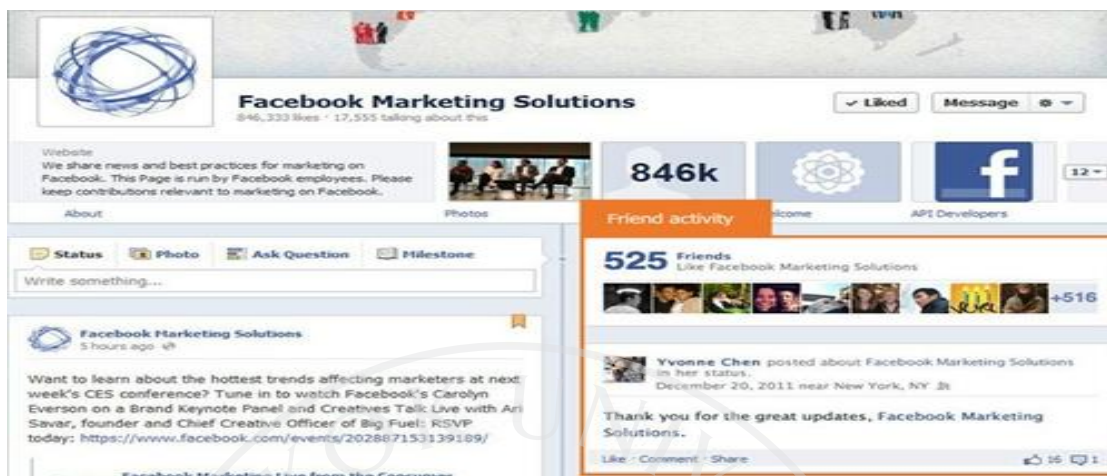 Facebook Marketing Solutions
846,333 likes · 17,555 talking about this
Liked
Message
Website
We share news and best practices for marketing on
Facebook. This Page is run by Facebook employees. Please
keep contributions relevant to marketing on Facebook.
846k
12
About
Photos
lcome
API Developers
Friend activity
Status
Photo
Ask Question
Milestone
Write something...
Facebook Marketing Solutions
5 hours ago
Want to learn about the hottest trends affecting marketers at next
week's CES conference? Tune in to watch Facebook's Carolyn
Everson on a Brand Keynote Panel and Creatives Talk Live with Ari
Savar, founder and Chief Creative Officer of Big Fuel: RSVP
today: https://www.facebook.com/events/202887153139189/
Facebook Marketing Live from the Consumer
525 Friends
Like Facebook Marketing Solutions
+516
Yvonne Chen posted about Facebook Marketing Solutions
in her status.
December 20, 2011 near New York, NY
Thank you for the great updates, Facebook Marketing
Solutions.
Like · Comment · Share
16
1